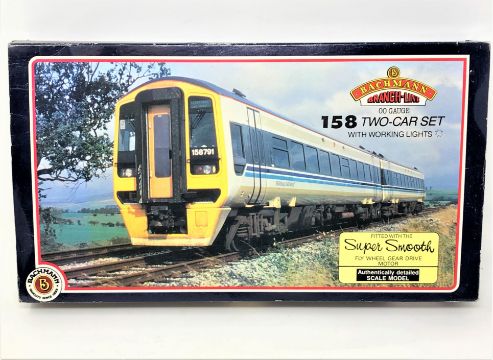 B
BACHMANN
BRANCH-LINE
OO GAUGE
158 TWO-CAR SET
WITH WORKING LIGHTS
158791
FITTED WITH THE
Super Smooth
FLY WHEEL GEAR DRIVE
MOTOR
Authentically detailed
SCALE MODEL
BACHMANN
B